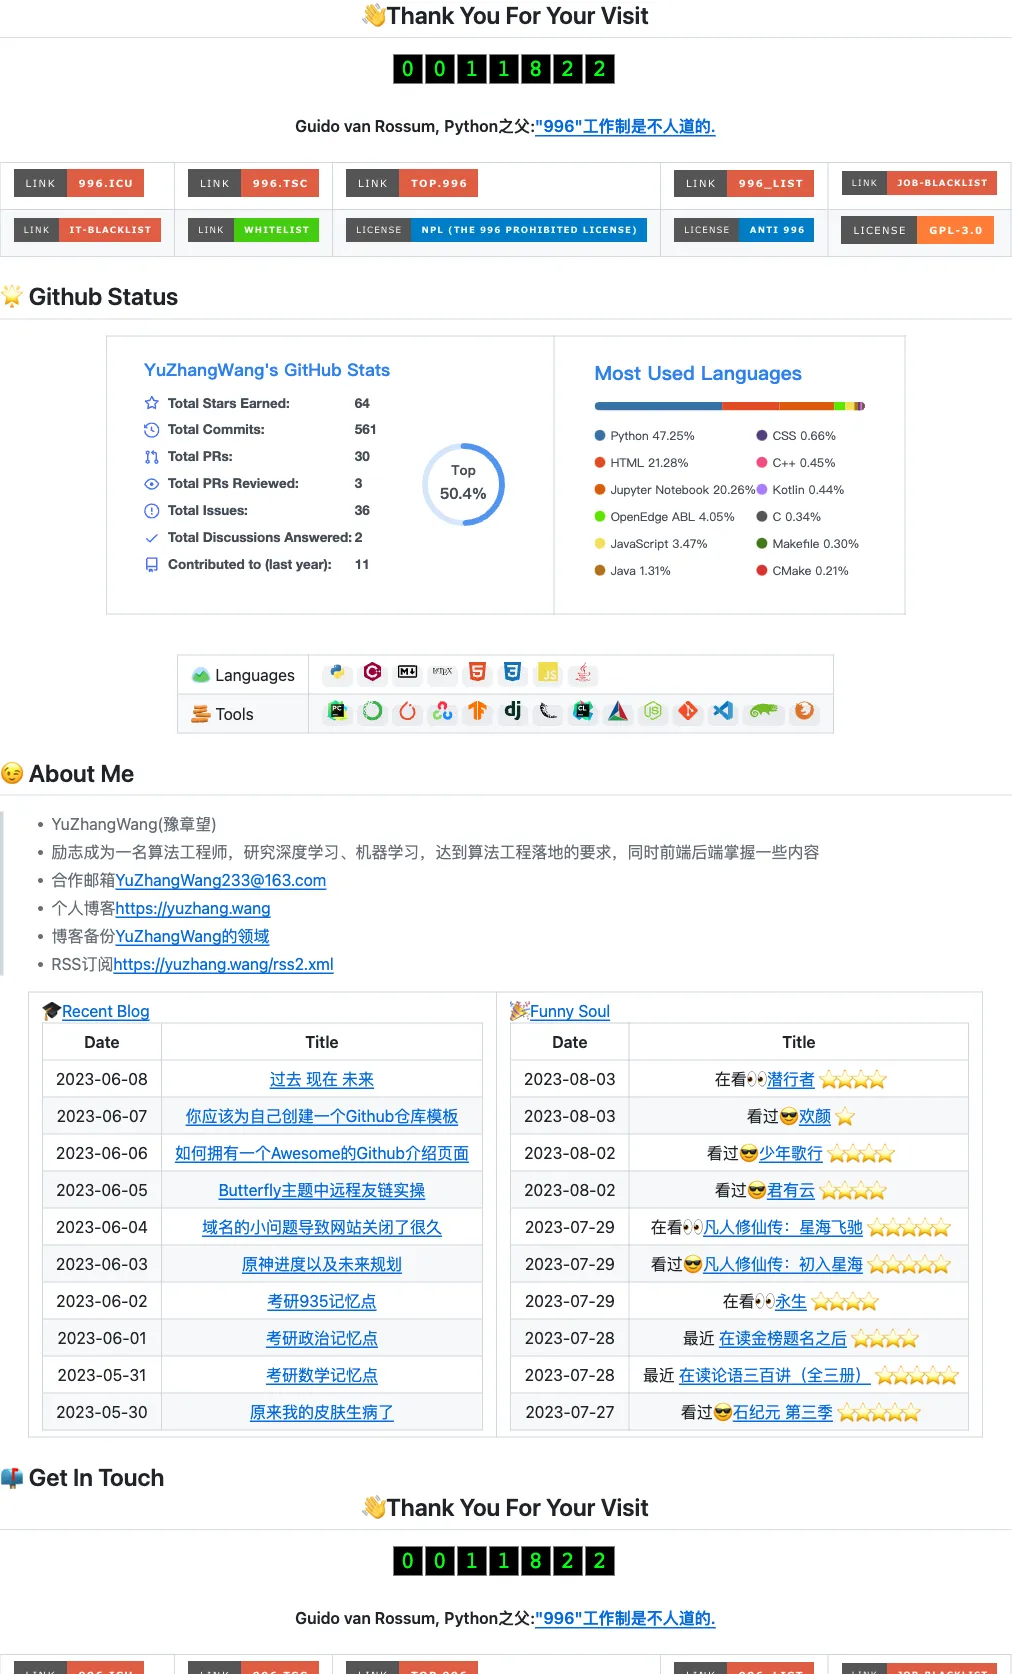 👋Thank You For Your Visit
0 0 1 1 8 2 2
Guido van Rossum, Python之父:"996"工作制是不人道的.
LINK 996.ICU LINK 996.TSC LINK TOP.996 LINK 996_LIST LINK JOB-BLACKLIST
LINK IT-BLACKLIST LINK WHITELIST LICENSE NPL (THE 996 PROHIBITED LICENSE) LICENSE ANTI 996 LICENSE GPL-3.0
🌟 Github Status
YuZhangWang's GitHub Stats
Total Stars Earned: 64
Total Commits: 561
Total PRs: 30
Total PRs Reviewed: 3
Total Issues: 36
Total Discussions Answered: 2
Contributed to (last year): 11
Top
50.4%
Most Used Languages
Python 47.25% CSS 0.66%
HTML 21.28% C++ 0.45%
Jupyter Notebook 20.26% Kotlin 0.44%
OpenEdge ABL 4.05% C 0.34%
JavaScript 3.47% Makefile 0.30%
Java 1.31% CMake 0.21%
Languages
Tools
😉 About Me
• YuZhangWang(豫章望)
• 励志成为一名算法工程师，研究深度学习、机器学习，达到算法工程落地的要求，同时前端后端掌握一些内容
• 合作邮箱YuZhangWang233@163.com
• 个人博客https://yuzhang.wang
• 博客备份YuZhangWang的领域
• RSS订阅https://yuzhang.wang/rss2.xml
🎓Recent Blog
Date Title
2023-06-08 过去 现在 未来
2023-06-07 你应该为自己创建一个Github仓库模板
2023-06-06 如何拥有一个Awesome的Github介绍页面
2023-06-05 Butterfly主题中远程友链实操
2023-06-04 域名的小问题导致网站关闭了很久
2023-06-03 原神进度以及未来规划
2023-06-02 考研935记忆点
2023-06-01 考研政治记忆点
2023-05-31 考研数学记忆点
2023-05-30 原来我的皮肤生病了
🎉Funny Soul
Date Title
2023-08-03 在看👀潜行者 ⭐⭐⭐⭐
2023-08-03 看过😎欢颜 ⭐
2023-08-02 看过😎少年歌行 ⭐⭐⭐⭐
2023-08-02 看过😎君有云 ⭐⭐⭐⭐
2023-07-29 在看👀凡人修仙传：星海飞驰 ⭐⭐⭐⭐⭐
2023-07-29 看过😎凡人修仙传：初入星海 ⭐⭐⭐⭐⭐
2023-07-29 在看👀永生 ⭐⭐⭐⭐
2023-07-28 最近 在读金榜题名之后 ⭐⭐⭐⭐
2023-07-28 最近 在读论语三百讲（全三册） ⭐⭐⭐⭐⭐
2023-07-27 看过😎石纪元 第三季 ⭐⭐⭐⭐⭐
📫 Get In Touch
👋Thank You For Your Visit
0 0 1 1 8 2 2
Guido van Rossum, Python之父:"996"工作制是不人道的.